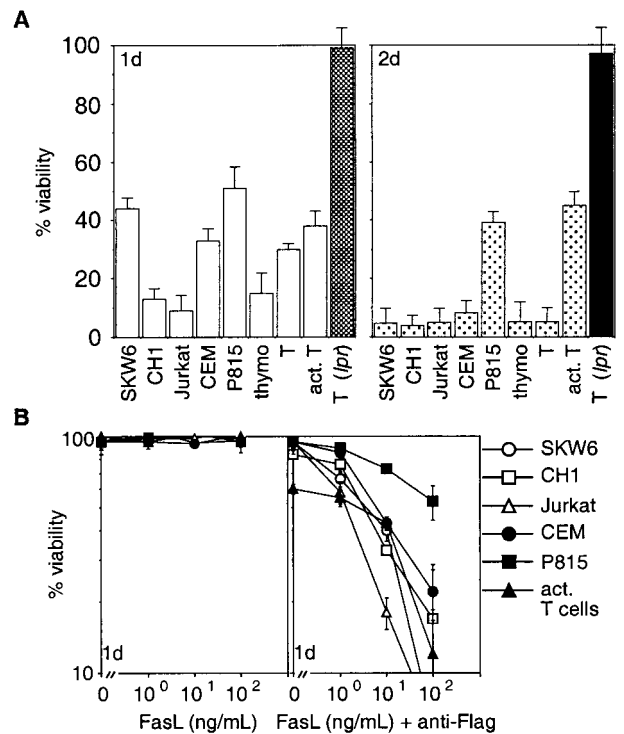 A
% viability
100
80
60
40
20
0
1d
2d
SKW6
CH1
Jurkat
CEM
P815
thymo
T
act. T
T (lpr)
SKW6
CH1
Jurkat
CEM
P815
thymo
T
act. T
T (lpr)
B
% viability
100
10
1d
1d
0 10⁰ 10¹ 10²
0 10⁰ 10¹ 10²
FasL (ng/mL)
FasL (ng/mL) + anti-Flag
SKW6
CH1
Jurkat
CEM
P815
act.
T cells